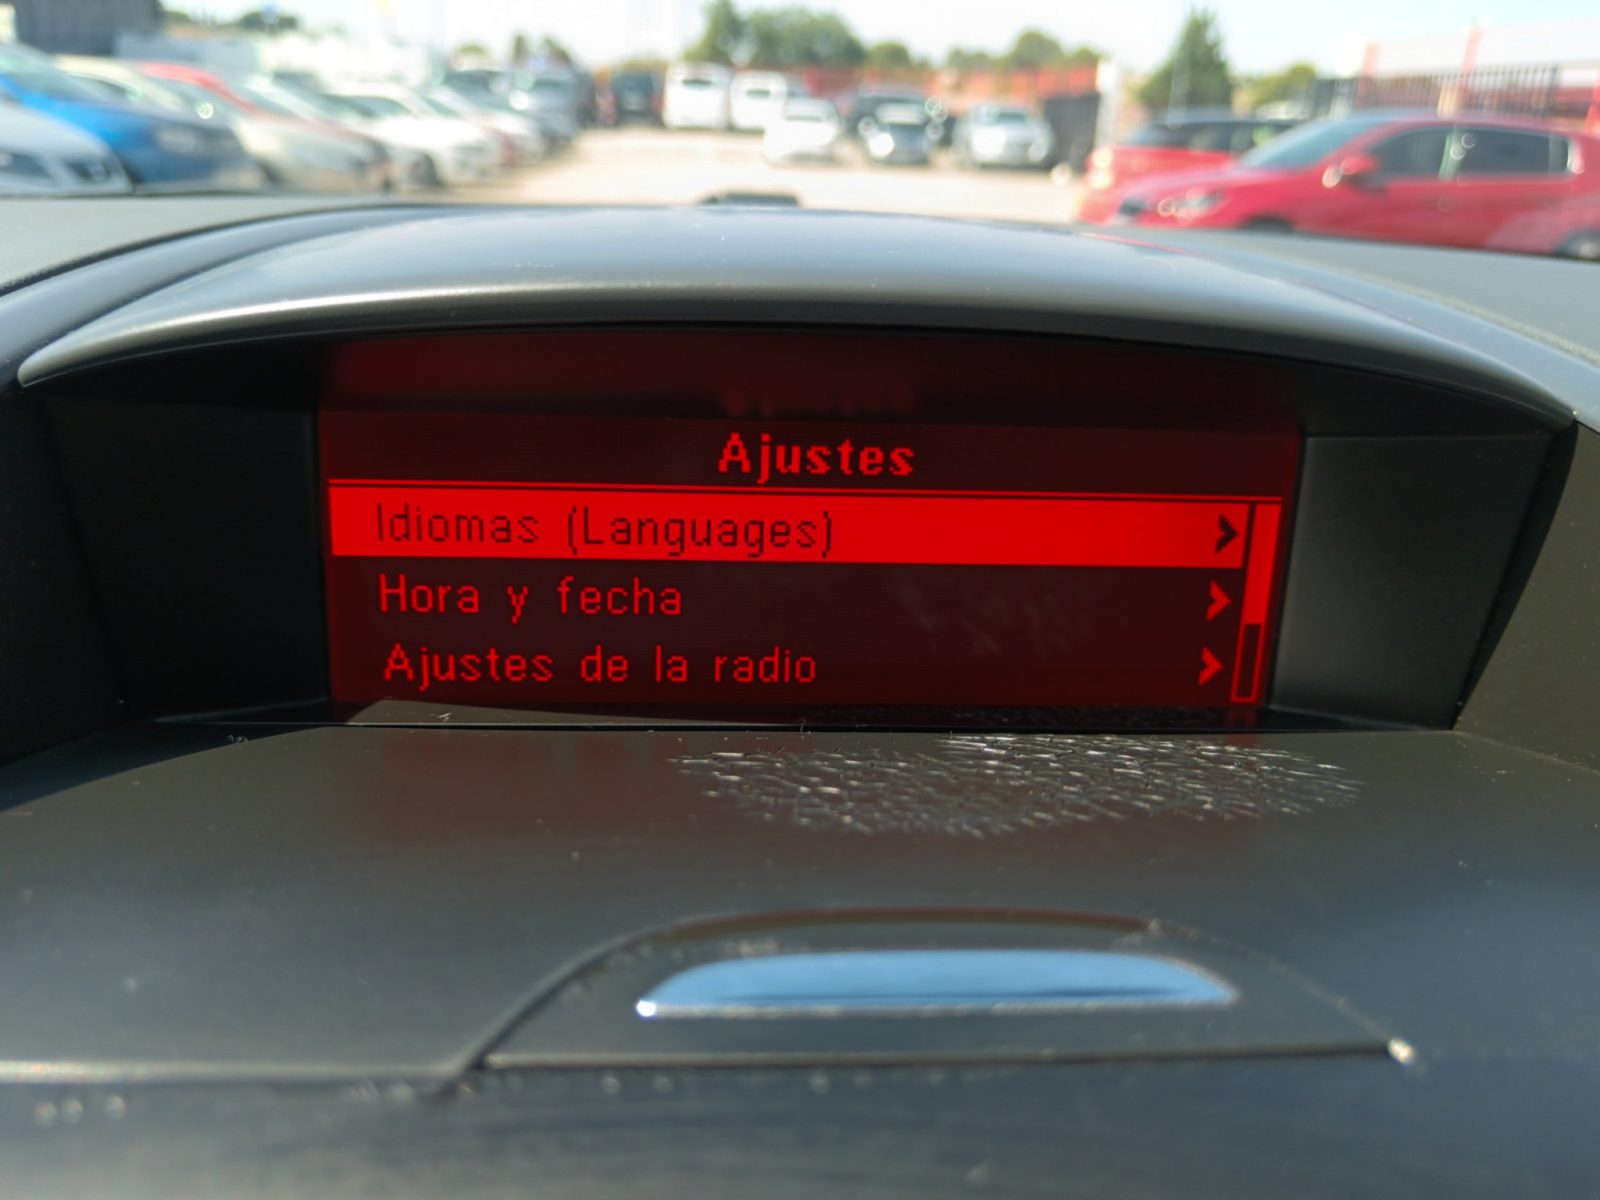 Ajustes
Idiomas (Languages)
Hora y fecha
Ajustes de la radio